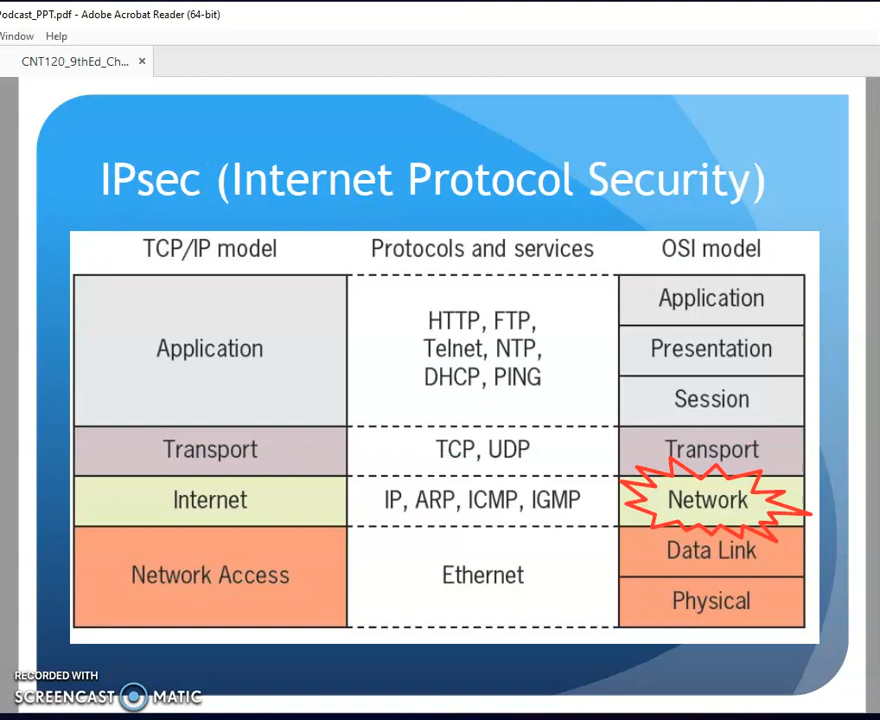 Podcast_PPT.pdf - Adobe Acrobat Reader (64-bit)
Window Help
CNT120_9thEd_Ch... ×
IPsec (Internet Protocol Security)
TCP/IP model Protocols and services OSI model
Application
HTTP, FTP,
Telnet, NTP,
DHCP, PING
Application
Presentation
Session
Transport TCP, UDP Transport
Internet IP, ARP, ICMP, IGMP Network
Network Access Ethernet
Data Link
Physical
RECORDED WITH
SCREENCAST MATIC